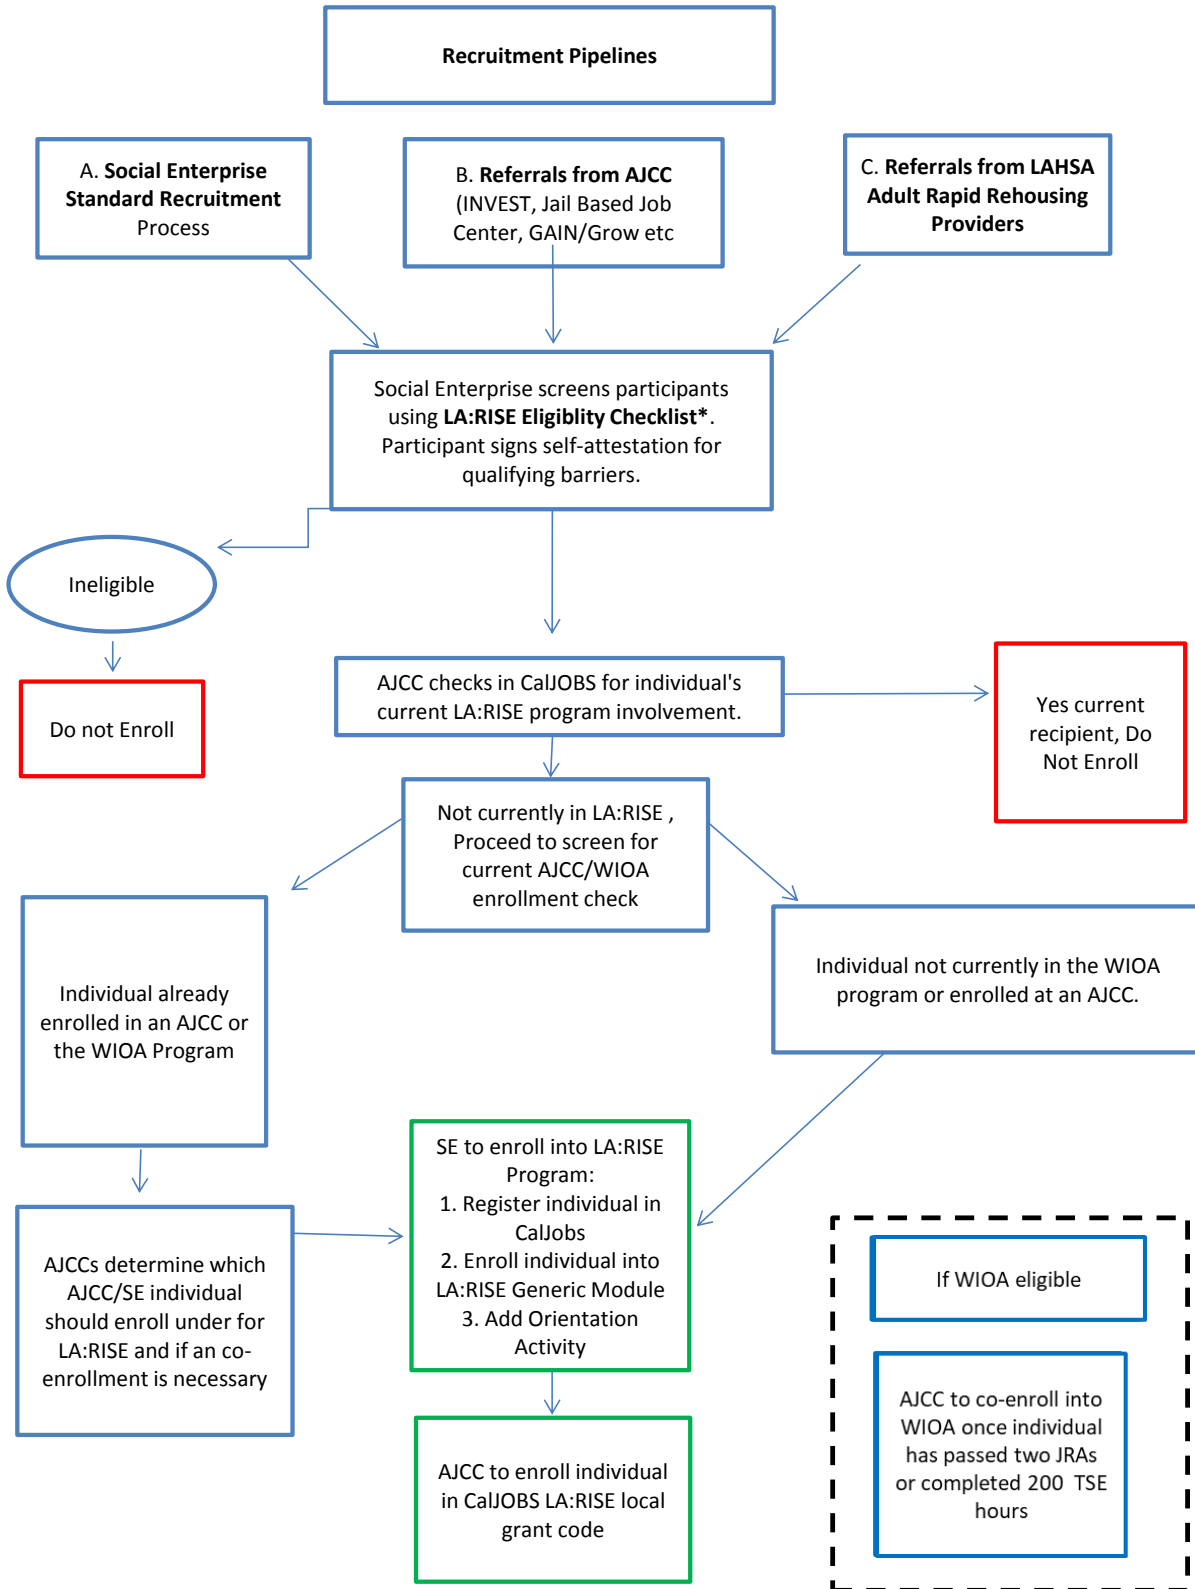 Recruitment Pipelines
A. Social Enterprise
Standard Recruitment
Process
B. Referrals from AJCC
(INVEST, Jail Based Job
Center, GAIN/Grow etc
C. Referrals from LAHSA
Adult Rapid Rehousing
Providers
Social Enterprise screens participants
using LA:RISE Eligiblity Checklist*.
Participant signs self-attestation for
qualifying barriers.
Ineligible
Do not Enroll
AJCC checks in CalJOBS for individual's
current LA:RISE program involvement.
Yes current
recipient, Do
Not Enroll
Not currently in LA:RISE ,
Proceed to screen for
current AJCC/WIOA
enrollment check
Individual already
enrolled in an AJCC or
the WIOA Program
Individual not currently in the WIOA
program or enrolled at an AJCC.
AJCCs determine which
AJCC/SE individual
should enroll under for
LA:RISE and if an co-
enrollment is necessary
SE to enroll into LA:RISE
Program:
1. Register individual in
CalJobs
2. Enroll individual into
LA:RISE Generic Module
3. Add Orientation
Activity
AJCC to enroll individual
in CalJOBS LA:RISE local
grant code
If WIOA eligible
AJCC to co-enroll into
WIOA once individual
has passed two JRAs
or completed 200 TSE
hours